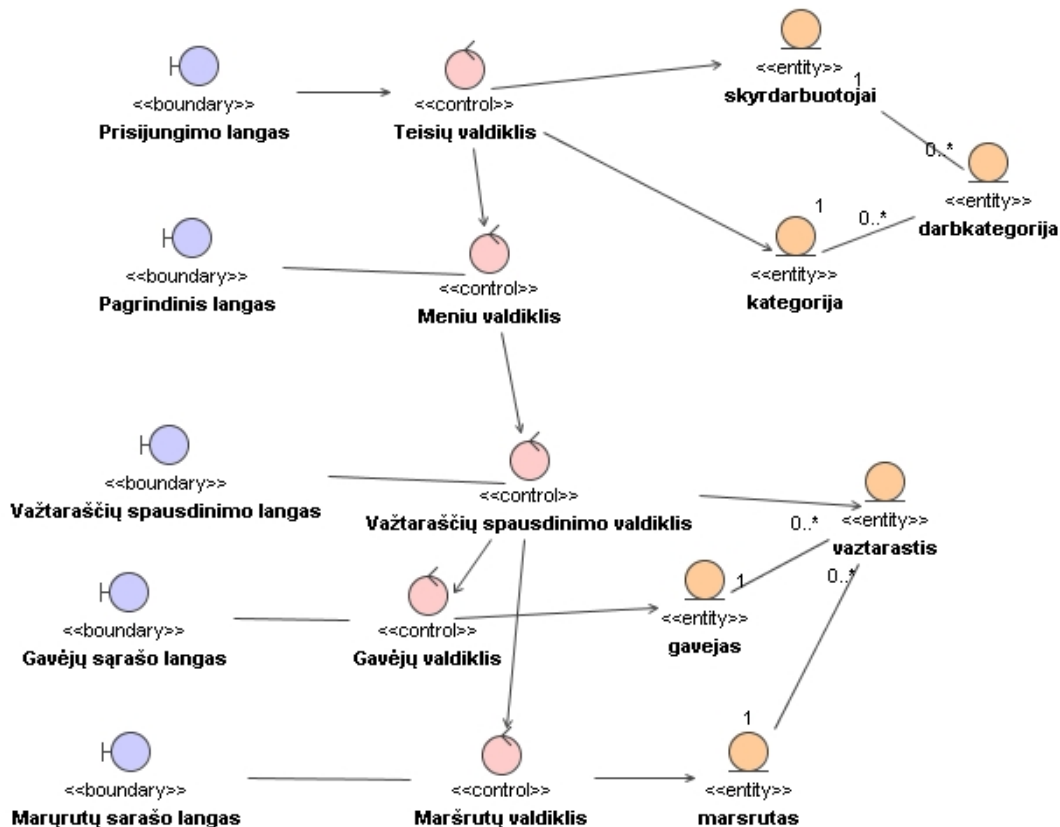 <<entity>>
skyrdarbuotojai
1
<<boundary>>
Prisijungimo langas
<<control>>
Teisių valdiklis
0..*
<<entity>>
darbkategorija
1
0..*
<<boundary>>
Pagrindinis langas
<<control>>
Meniu valdiklis
<<entity>>
kategorija
<<boundary>>
Važtaraščių spausdinimo langas
<<control>>
Važtaraščių spausdinimo valdiklis
<<entity>>
vaztarastis
0..*
0..*
1
<<boundary>>
Gavėjų sąrašo langas
<<control>>
Gavėjų valdiklis
<<entity>>
gavejas
1
<<boundary>>
Marųrutų sarašo langas
<<control>>
Maršrutų valdiklis
<<entity>>
marsrutas